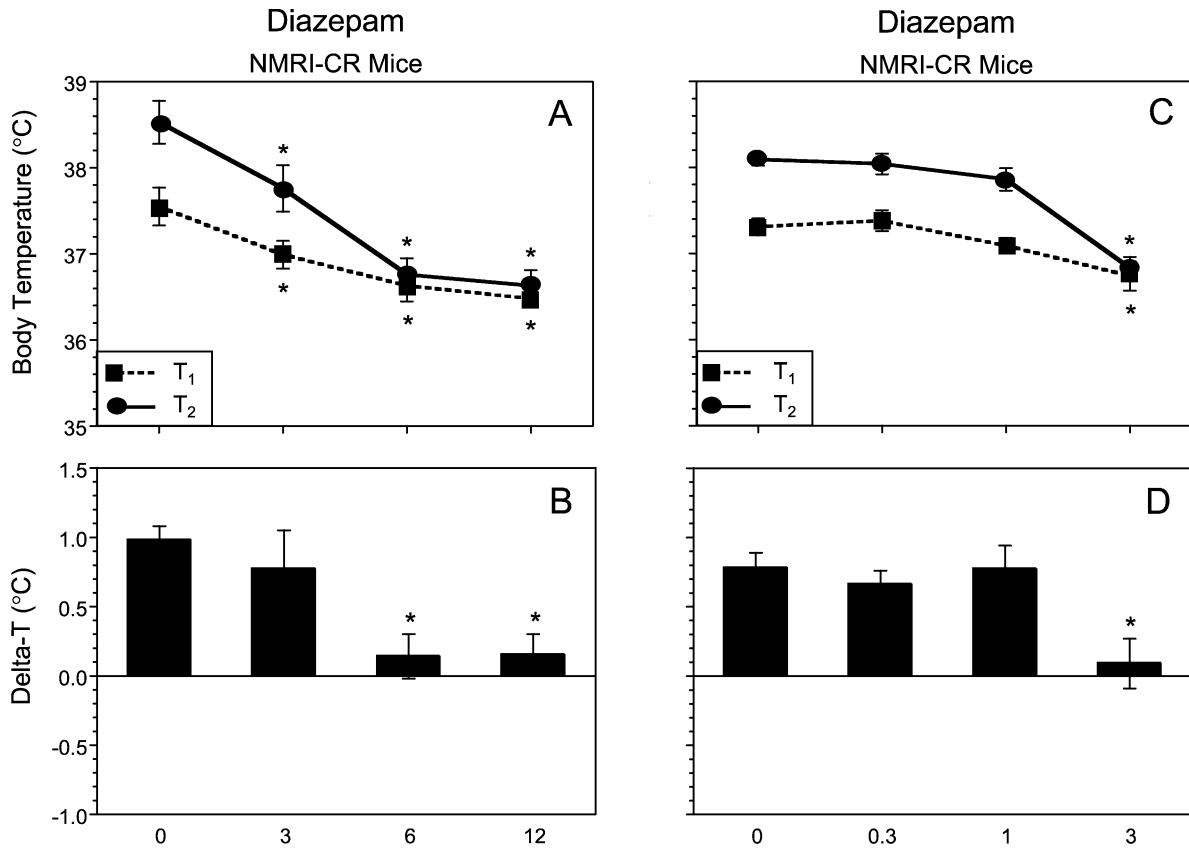 Diazepam
NMRI-CR Mice
A
Body Temperature (°C)
39
38
37
36
35
* * * * * *
T1
T2
B
Delta-T (°C)
1.5
1.0
0.5
0.0
-0.5
-1.0
* *
0 3 6 12
Diazepam
NMRI-CR Mice
C
* *
T1
T2
D
*
0 0.3 1 3